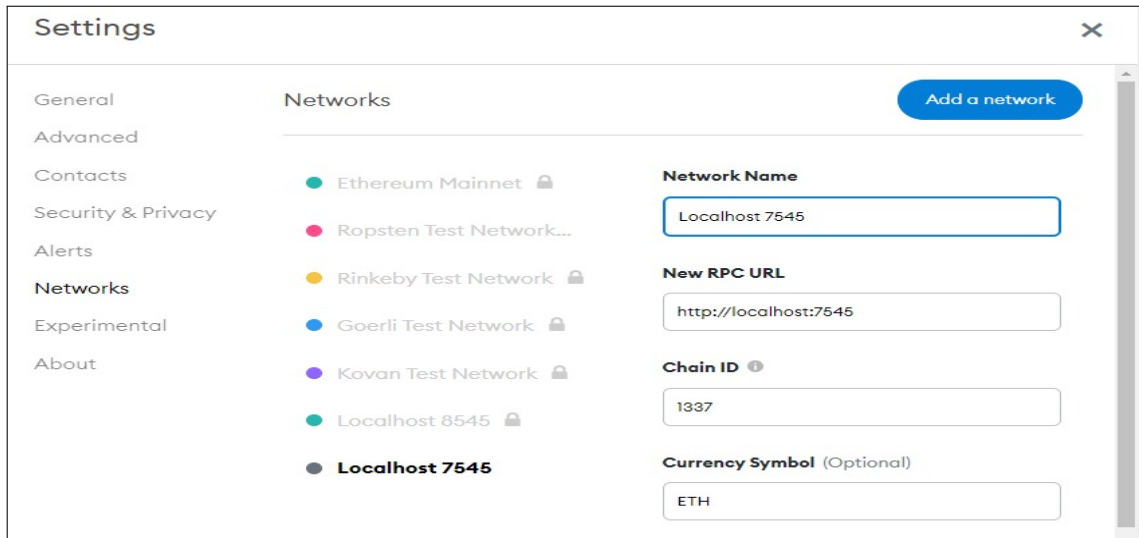 Settings
General
Advanced
Contacts
Security & Privacy
Alerts
Networks
Experimental
About
Networks
Add a network
Ethereum Mainnet
Ropsten Test Network...
Rinkeby Test Network
Goerli Test Network
Kovan Test Network
Localhost 8545
Localhost 7545
Network Name
Localhost 7545
New RPC URL
http://localhost:7545
Chain ID
1337
Currency Symbol (Optional)
ETH